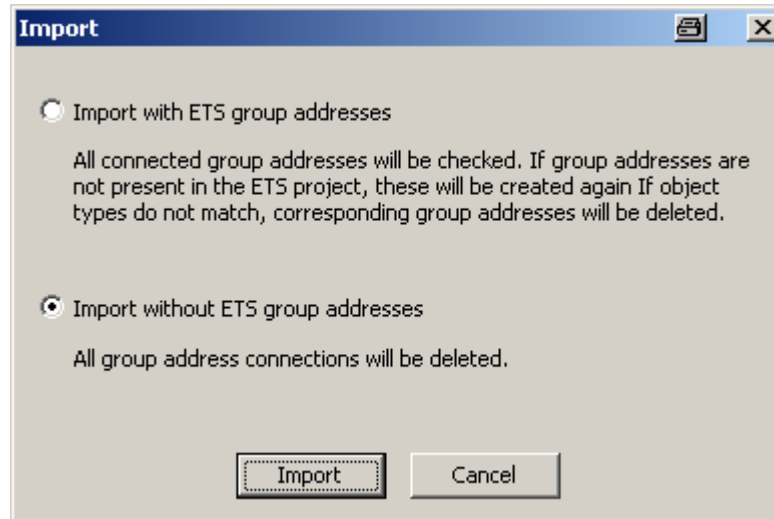 Import
Import with ETS group addresses
All connected group addresses will be checked. If group addresses are
not present in the ETS project, these will be created again If object
types do not match, corresponding group addresses will be deleted.
Import without ETS group addresses
All group address connections will be deleted.
Import
Cancel